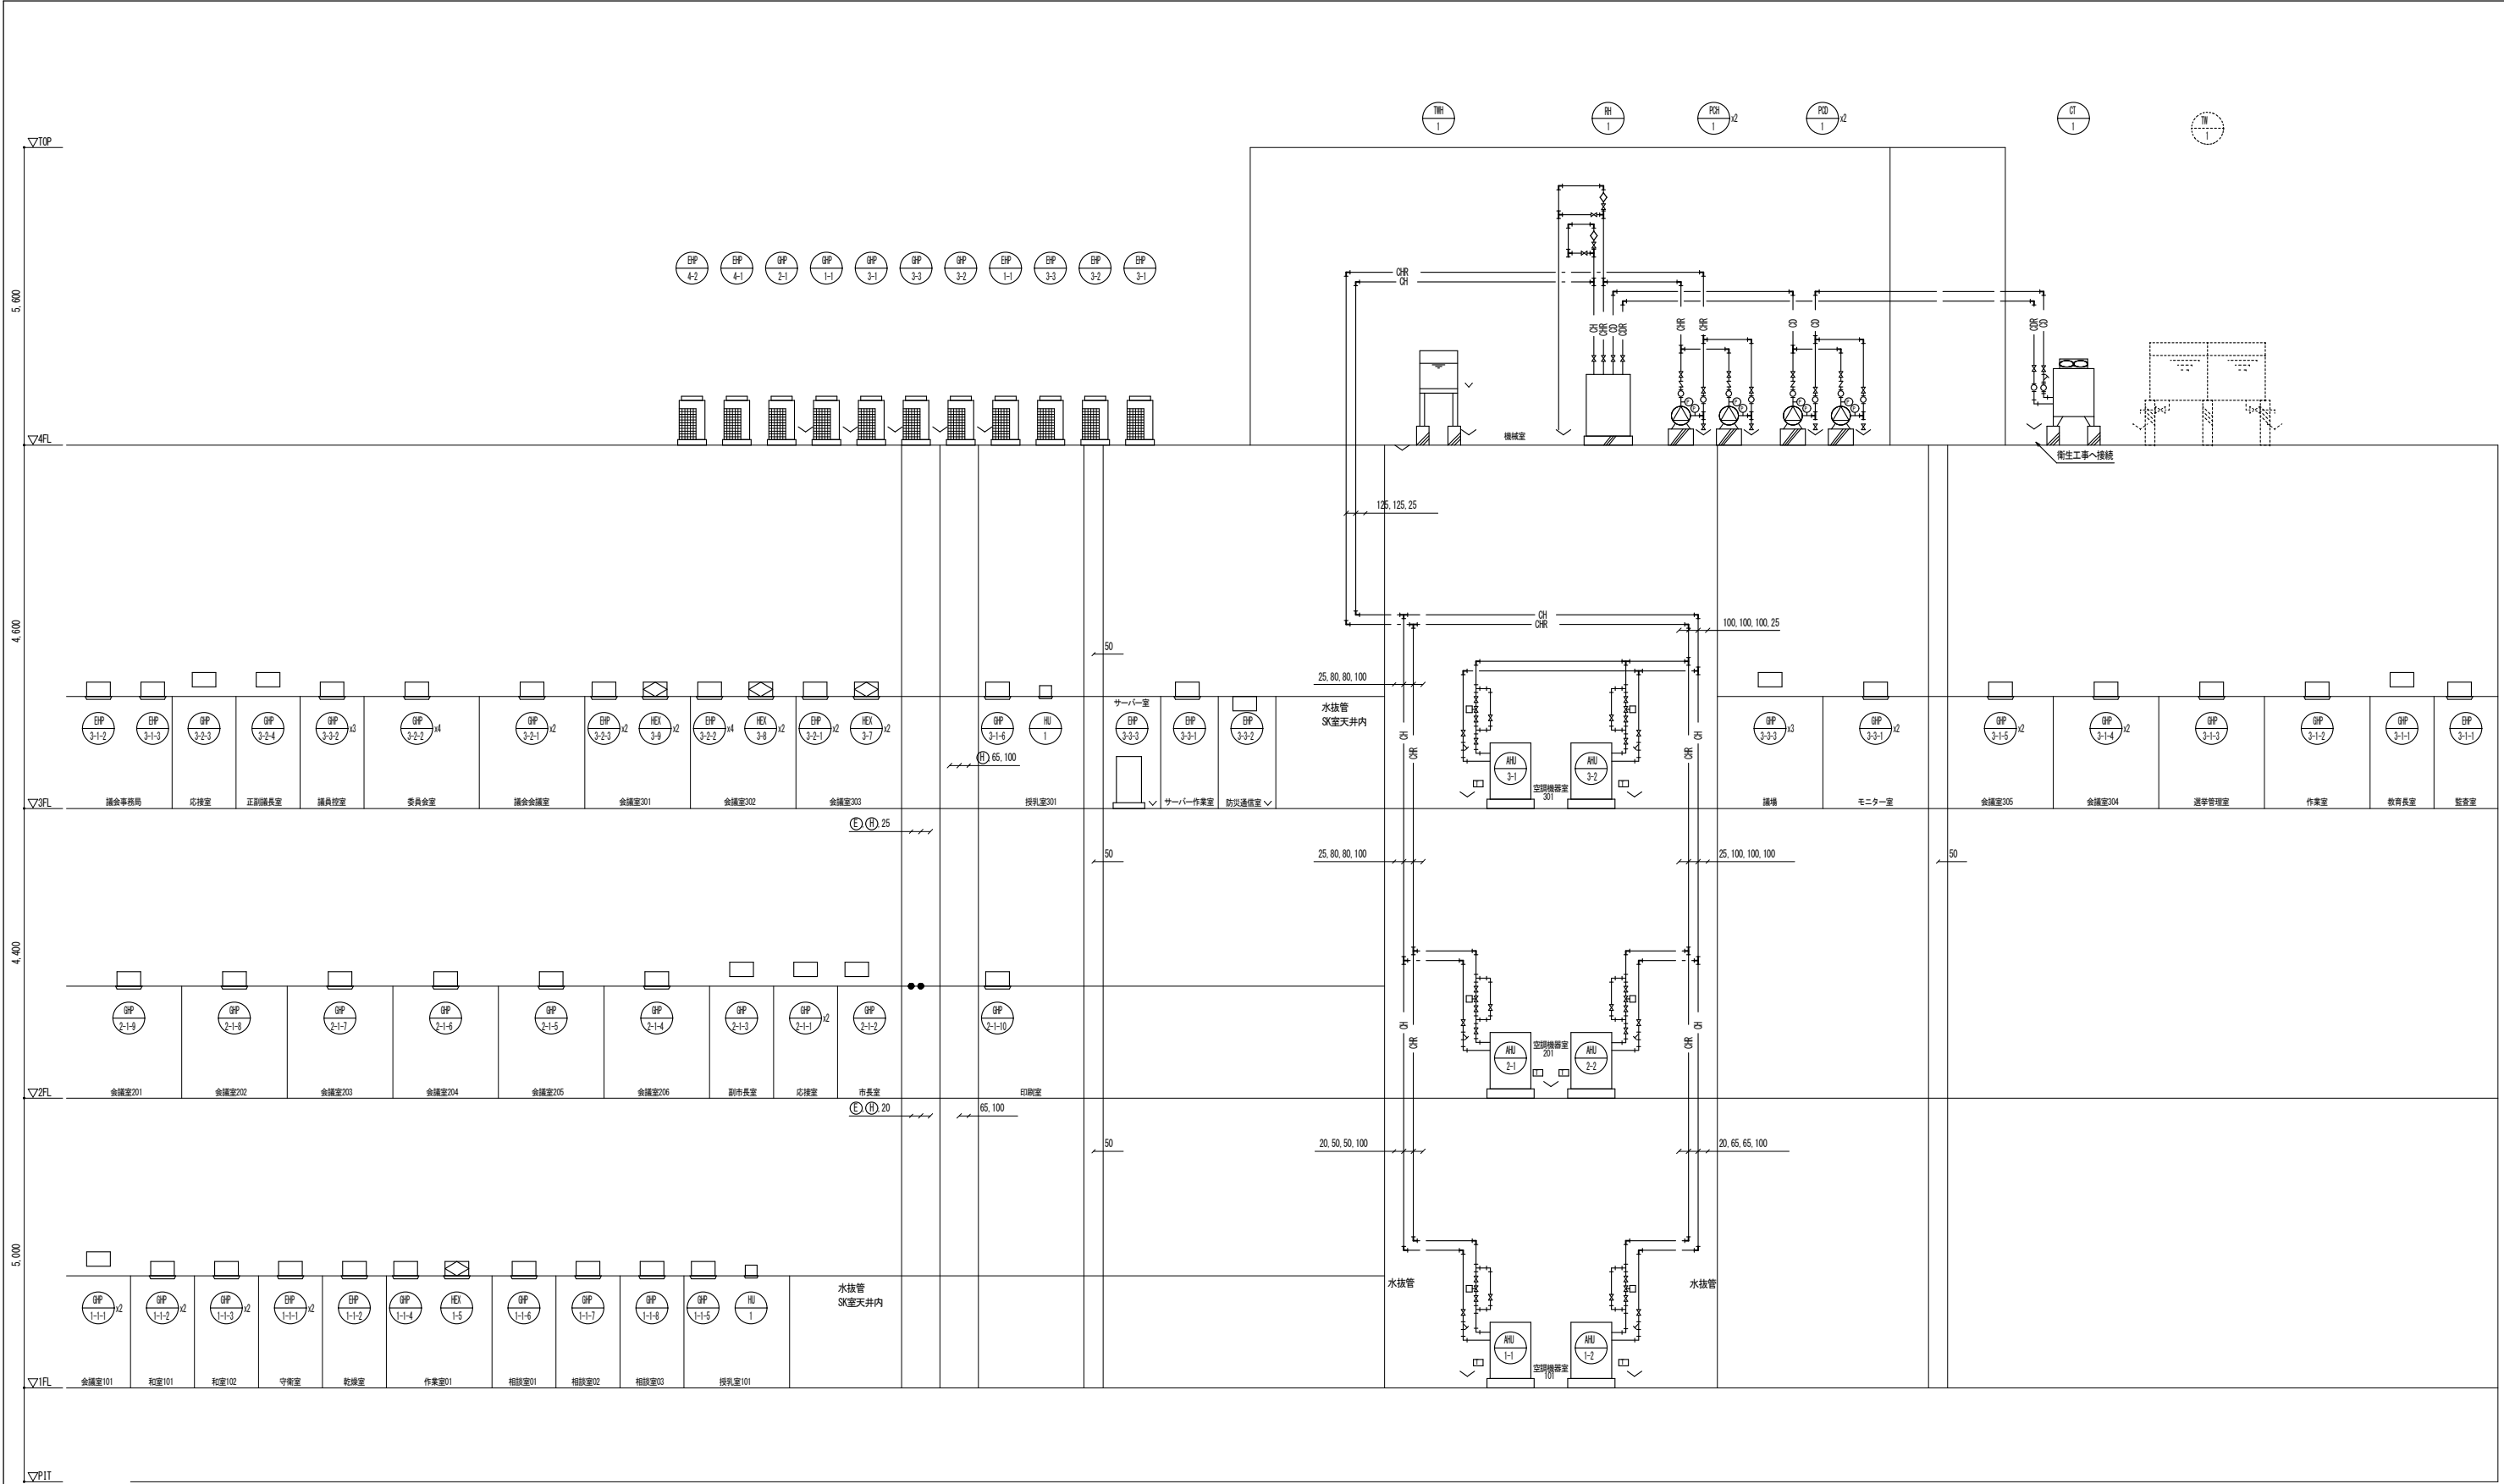 TWH
1
RH
1
PCH
1
x2
PCD
1
x2
CT
1
TW
1
▽TOP
5,600
EHP
4-2
EHP
4-1
GHP
2-1
GHP
1-1
GHP
3-1
GHP
3-3
GHP
3-2
EHP
1-1
EHP
3-3
EHP
3-2
EHP
3-1
CHR
CH
CH
CHR
CD
CDR
CHR
CHR
CD
CD
CDR
CD
機械室
衛生工事へ接続
▽4FL
4,600
125,125,25
CH
CHR
100,100,100,25
50
25,80,80,100
水抜管
SK室天井内
EHP
3-1-2
EHP
3-1-3
GHP
3-2-3
GHP
3-2-4
GHP
3-3-2
x3
GHP
3-2-2
x4
GHP
3-2-1
x2
EHP
3-2-3
x2
HEX
3-9
x2
EHP
3-2-2
x4
HEX
3-8
x2
EHP
3-2-1
x2
HEX
3-7
x2
GHP
3-1-6
HU
1
サーバー室
EHP
3-3-3
EHP
3-3-1
EHP
3-3-2
CH
CHR
CHR
CH
GHP
3-3-3
x3
GHP
3-3-1
x2
GHP
3-1-5
x2
GHP
3-1-4
x2
GHP
3-1-3
GHP
3-1-2
GHP
3-1-1
EHP
3-1-1
H,65,100
AHU
3-1
AHU
3-2
T
T
空調機器室
301
▽3FL
議会事務局
応接室
正副議長室
議員控室
委員会室
議会会議室
会議室301
会議室302
会議室303
授乳室301
サーバー作業室
防災通信室
議場
モニター室
会議室305
会議室304
選挙管理室
作業室
教育長室
監査室
4,400
E,H,25
50
25,80,80,100
25,100,100,100
50
GHP
2-1-9
GHP
2-1-8
GHP
2-1-7
GHP
2-1-6
GHP
2-1-5
GHP
2-1-4
GHP
2-1-3
GHP
2-1-1
x2
GHP
2-1-2
GHP
2-1-10
CH
CHR
CHR
CH
AHU
2-1
AHU
2-2
T
T
空調機器室
201
▽2FL
会議室201
会議室202
会議室203
会議室204
会議室205
会議室206
副市長室
応接室
市長室
印刷室
5,000
E,H,20
65,100
50
20,50,50,100
20,65,65,100
水抜管
SK室天井内
水抜管
水抜管
GHP
1-1-1
x2
GHP
1-1-2
x2
GHP
1-1-3
x2
EHP
1-1-1
x2
EHP
1-1-2
GHP
1-1-4
HEX
1-5
GHP
1-1-6
GHP
1-1-7
GHP
1-1-8
GHP
1-1-5
HU
1
AHU
1-1
AHU
1-2
T
T
空調機器室
101
▽1FL
会議室101
和室101
和室102
守衛室
乾燥室
作業室01
相談室01
相談室02
相談室03
授乳室101
▽PIT